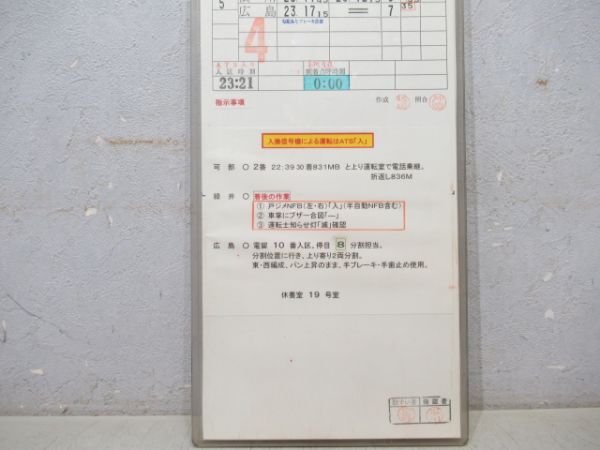 5
広島 23 17 15 = 7
35
4
入区時刻
23:21
0:00
指示事項 作成 照合
入換信号機による運転はATS「入」
可部 ○ 2番 22:39 30着831MB と上り運転室で電話乗継。
折返し836M
緑井 ○ 着後の作業
① 戸ジメNFB(左・右)「入」(半自動NFB含む)
② 車掌にブザー合図「―」
③ 運転士知らせ灯「滅」確認
広島 ○ 電留 10 番入区、停目 8 分割担当。
分割位置に行き、上り寄り2両分割。
東・西編成、パン上昇のまま、手ブレーキ・手歯止め使用。
休養室 19 号室